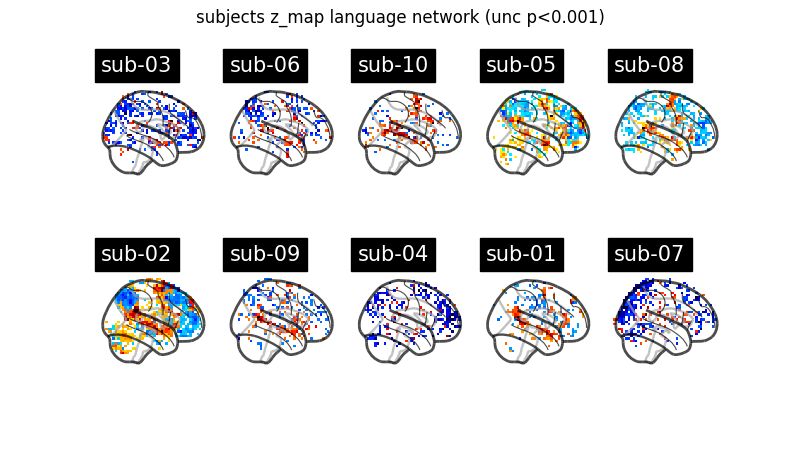 subjects z_map language network (unc p<0.001)
sub-03
sub-06
sub-10
sub-05
sub-08
sub-02
sub-09
sub-04
sub-01
sub-07